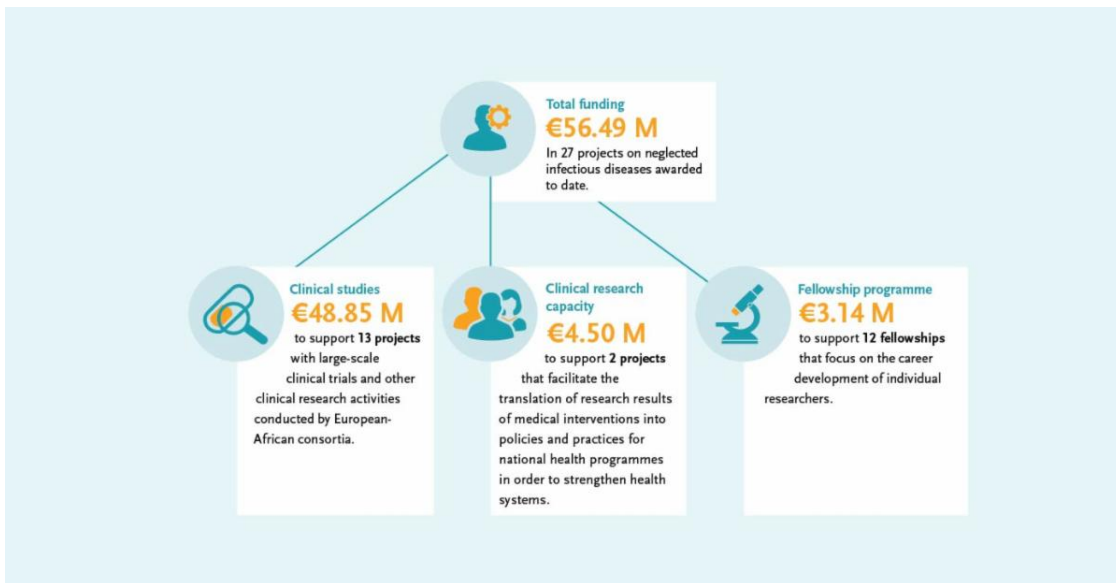 Total funding
€56.49 M
In 27 projects on neglected
infectious diseases awarded
to date.
Clinical studies
€48.85 M
to support 13 projects
with large-scale
clinical trials and other
clinical research activities
conducted by European-
African consortia.
Clinical research
capacity
€4.50 M
to support 2 projects
that facilitate the
translation of research results
of medical interventions into
policies and practices for
national health programmes
in order to strengthen health
systems.
Fellowship programme
€3.14 M
to support 12 fellowships
that focus on the career
development of individual
researchers.